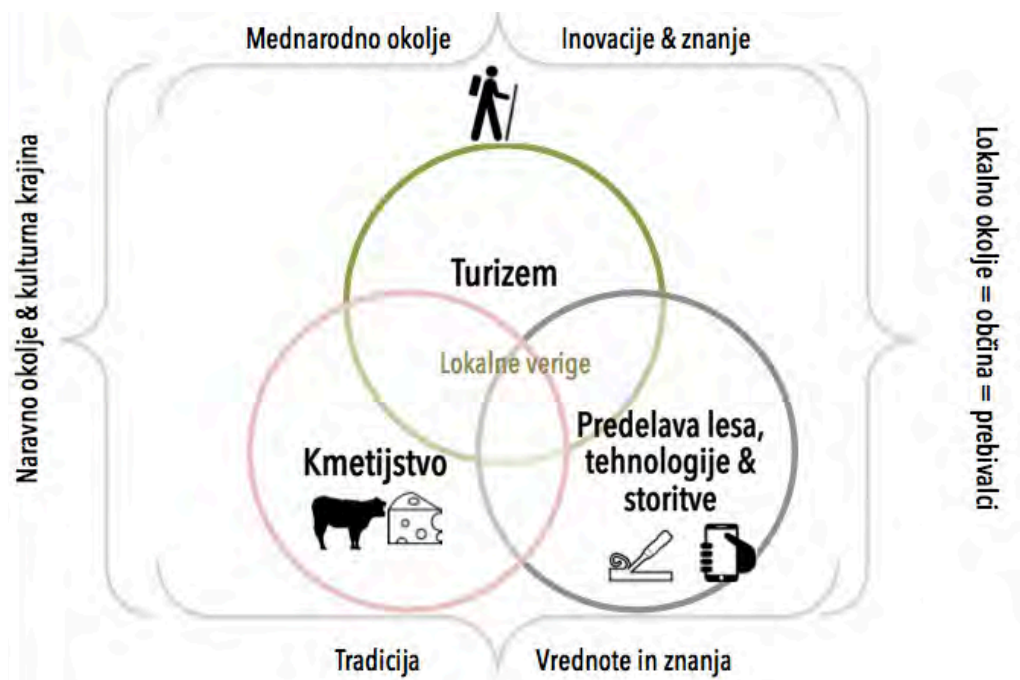 Mednarodno okolje
Inovacije & znanje
Naravno okolje & kulturna krajina
Lokalno okolje = občina = prebivalci
Turizem
Lokalne verige
Kmetijstvo
Predelava lesa,
tehnologije &
storitve
Tradicija
Vrednote in znanja